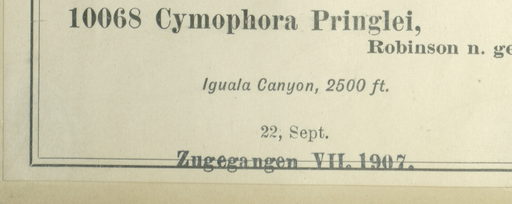 10068 Cymophora Pringlei,
Robinson n. ge
Iguala Canyon, 2500 ft.
22, Sept.
Zugegangen VII. 1907.